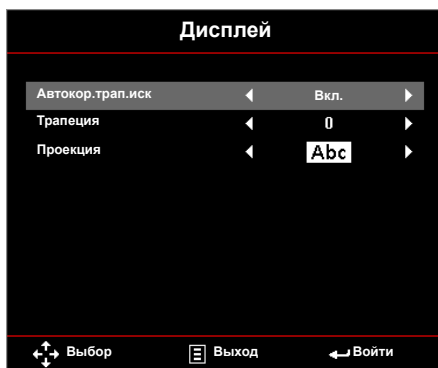 Дисплей
Автокор.трап.иск Вкл.
Трапеция 0
Проекция Abc
Выбор Выход Войти